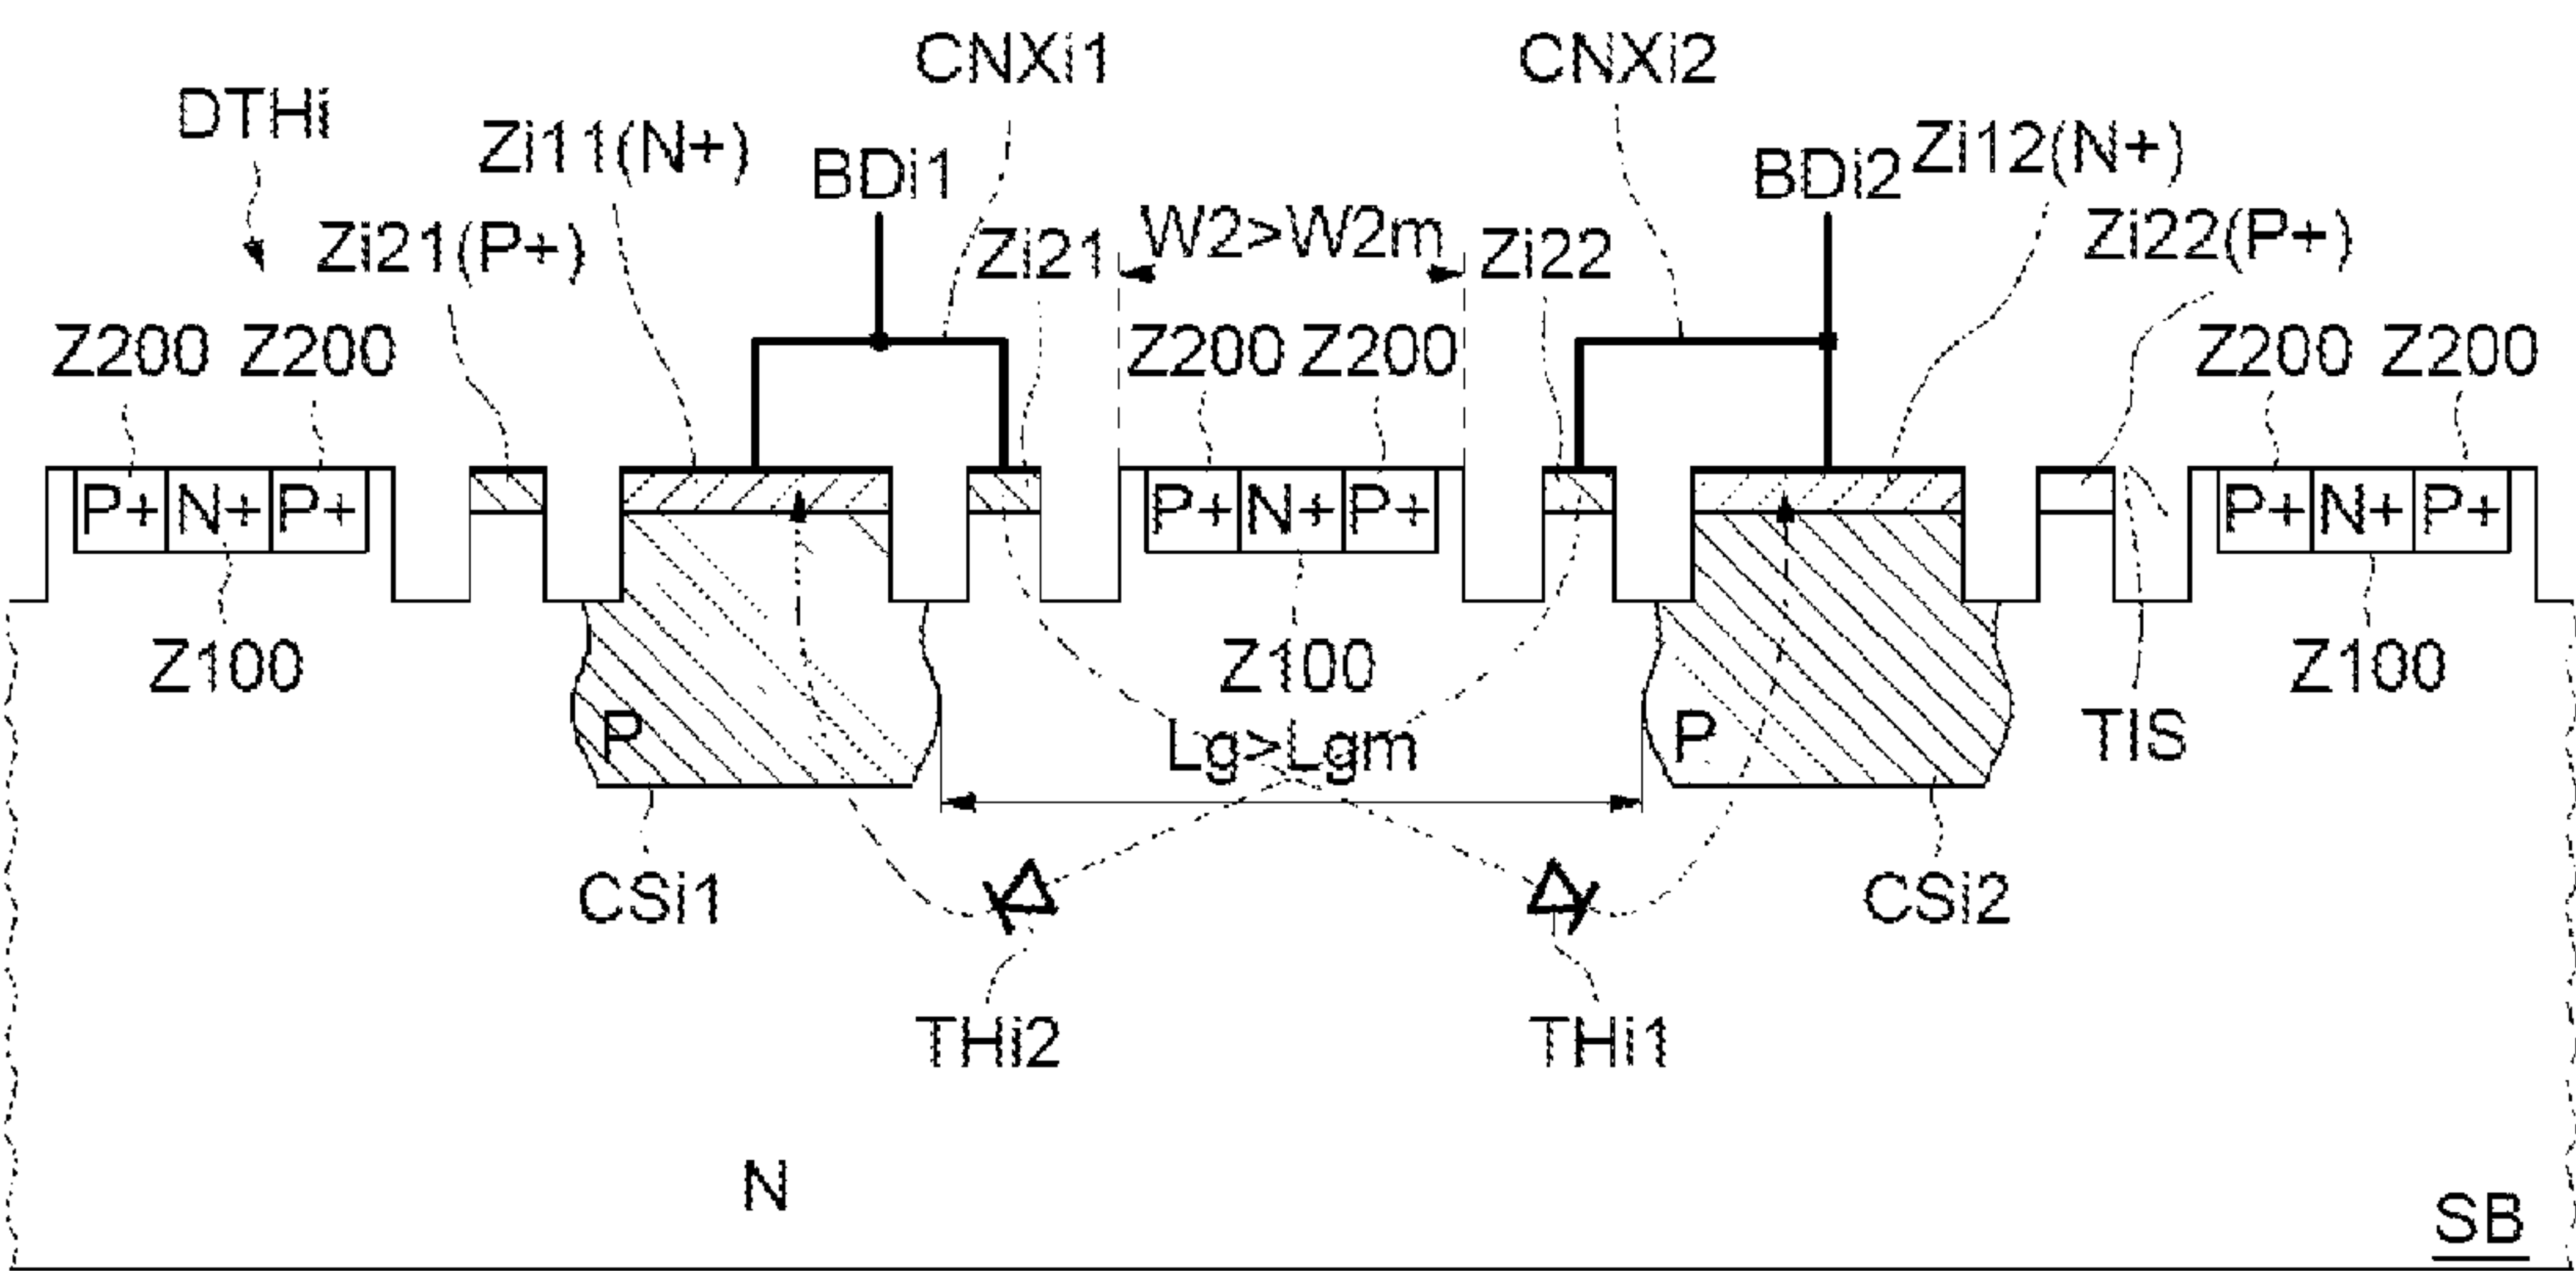 CNXi1 CNXi2
DTHi Zi11(N+) BDi1 BDi2 Zi12(N+)
Zi21(P+) Zi21 W2>W2m Zi22 Zi22(P+)
Z200 Z200 Z200 Z200 Z200 Z200
P+ N+ P+ P+ N+ P+ P+ N+ P+
Z100 Z100 Z100
P Lg>Lgm P TIS
CSi1 CSi2
THi2 THi1
N
SB